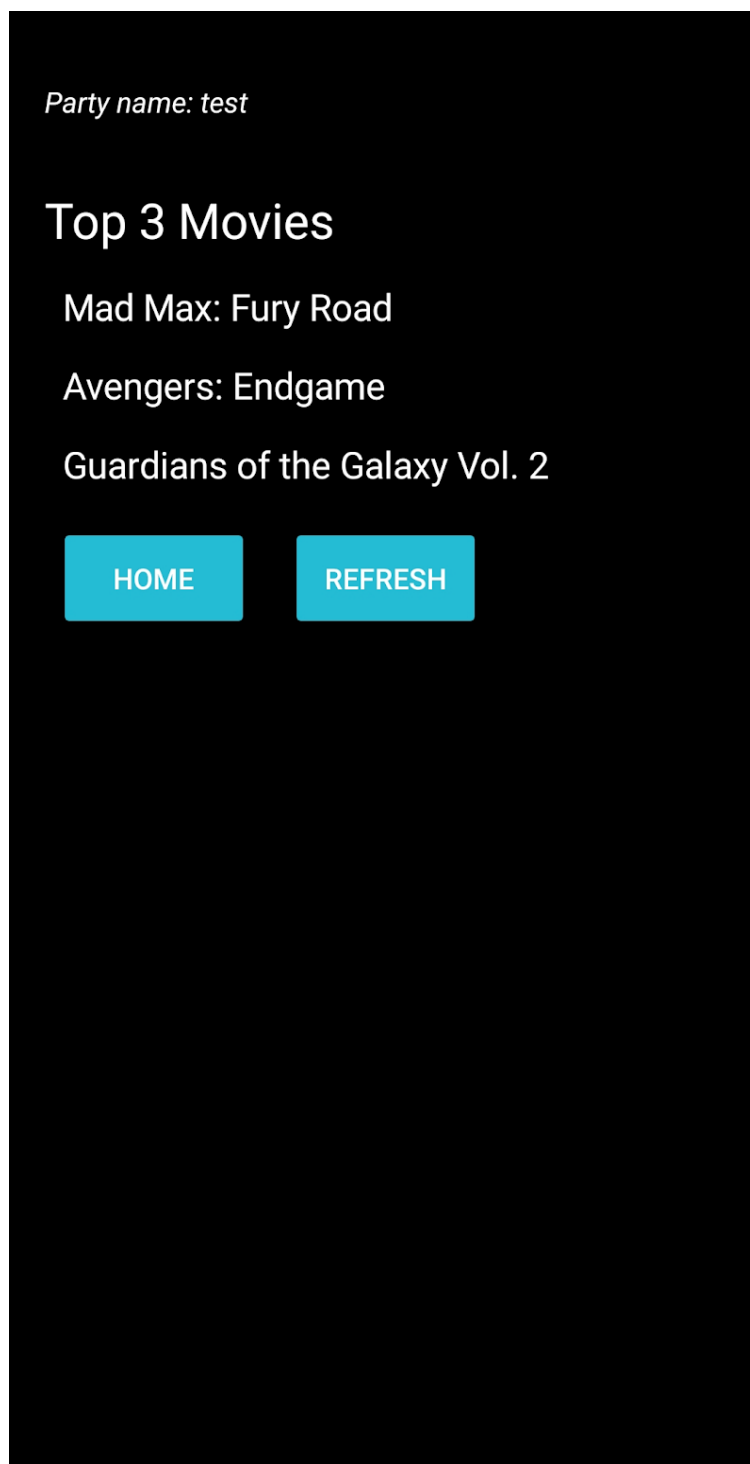 Party name: test
Top 3 Movies
Mad Max: Fury Road
Avengers: Endgame
Guardians of the Galaxy Vol. 2
HOME REFRESH